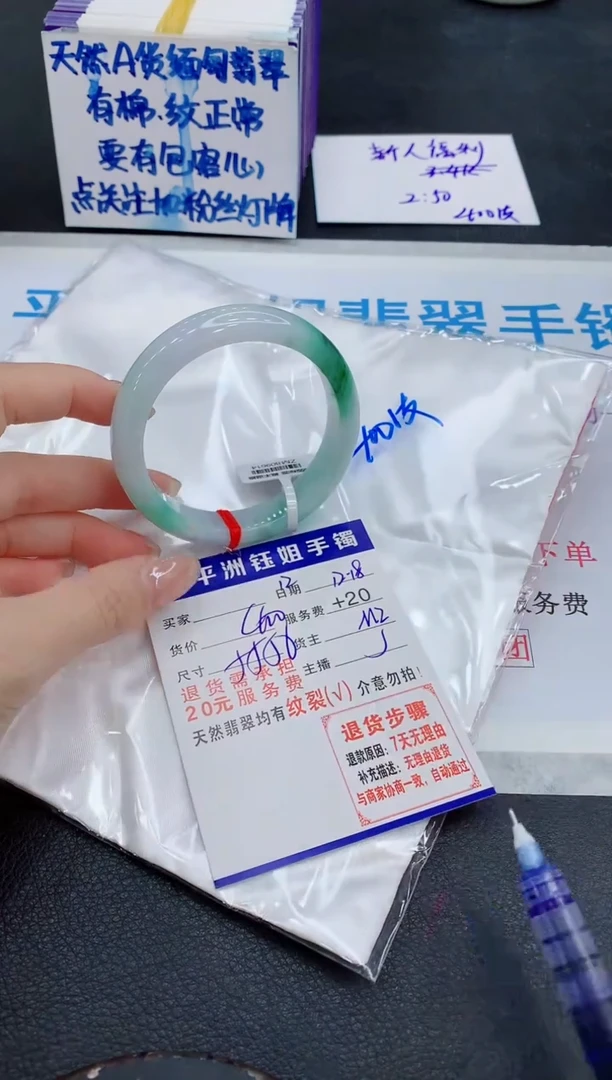 天然A货缅甸翡翠
有棉、纹正常
要有包容心
点关注加粉丝灯牌
新人福利
2:50
翡翠手镯
下单
服务费
团
平洲钰姐手镯
日期 12-18
买家 服务费 +20
货价 货主
尺寸 主播
退货需承担
20元服务费
天然翡翠均有纹裂(√)介意勿拍!
退货步骤
退款原因:7天无理由
补充描述:无理由退货
与商家协商一致,自动通过